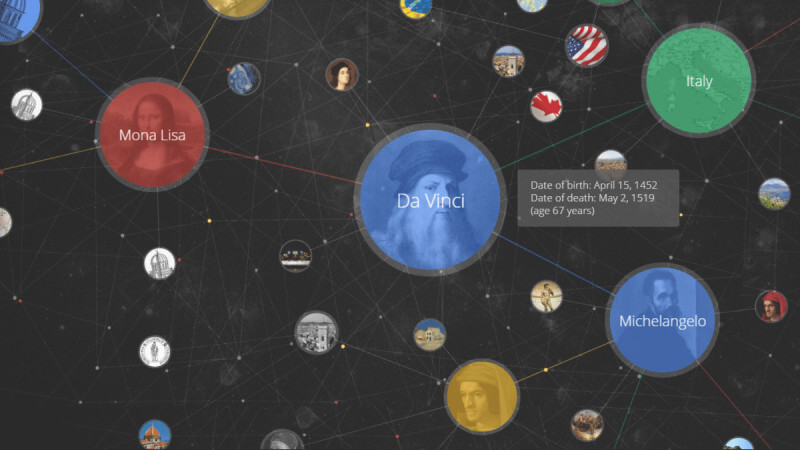 Mona Lisa
Italy
Da Vinci
Date of birth: April 15, 1452
Date of death: May 2, 1519
(age 67 years)
Michelangelo